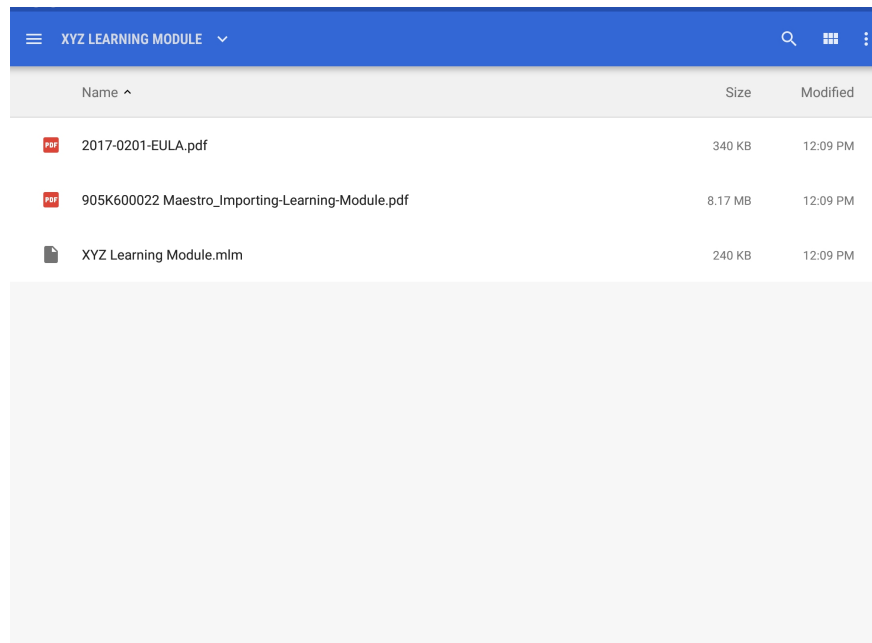 XYZ LEARNING MODULE
Name Size Modified
PDF 2017-0201-EULA.pdf 340 KB 12:09 PM
PDF 905K600022 Maestro_Importing-Learning-Module.pdf 8.17 MB 12:09 PM
XYZ Learning Module.mlm 240 KB 12:09 PM